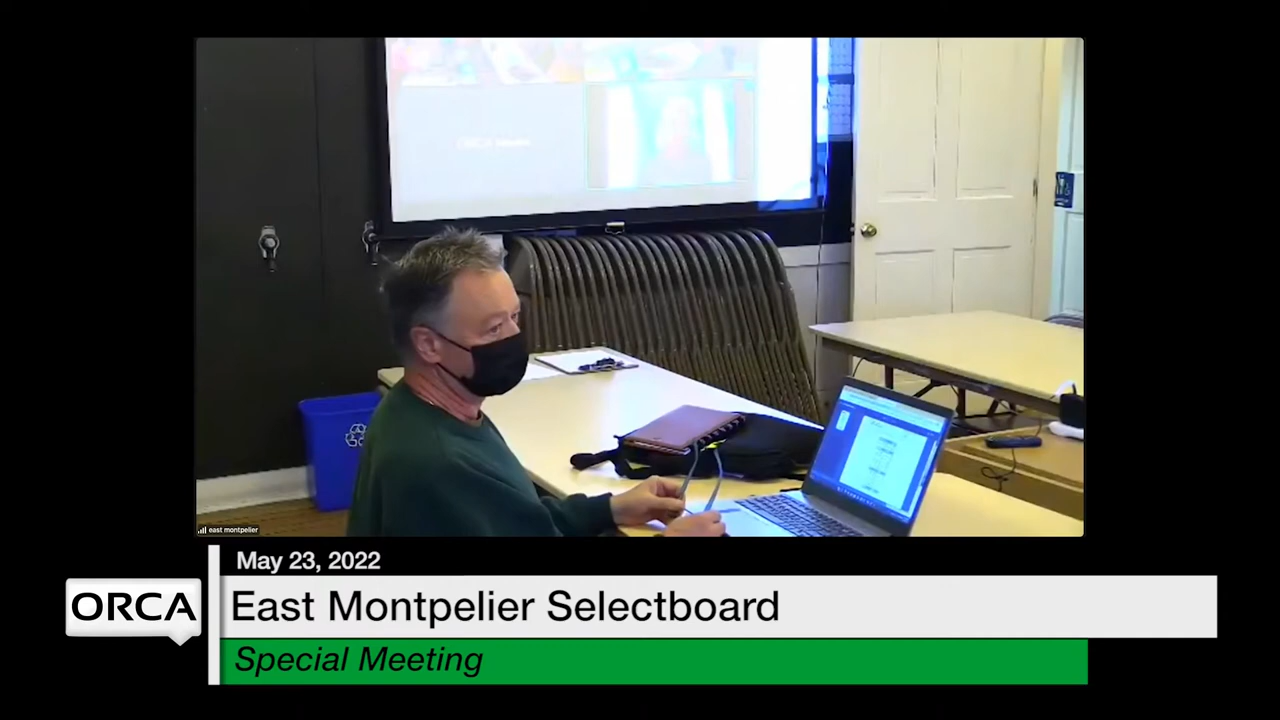 east montpelier
May 23, 2022
ORCA
East Montpelier Selectboard
Special Meeting